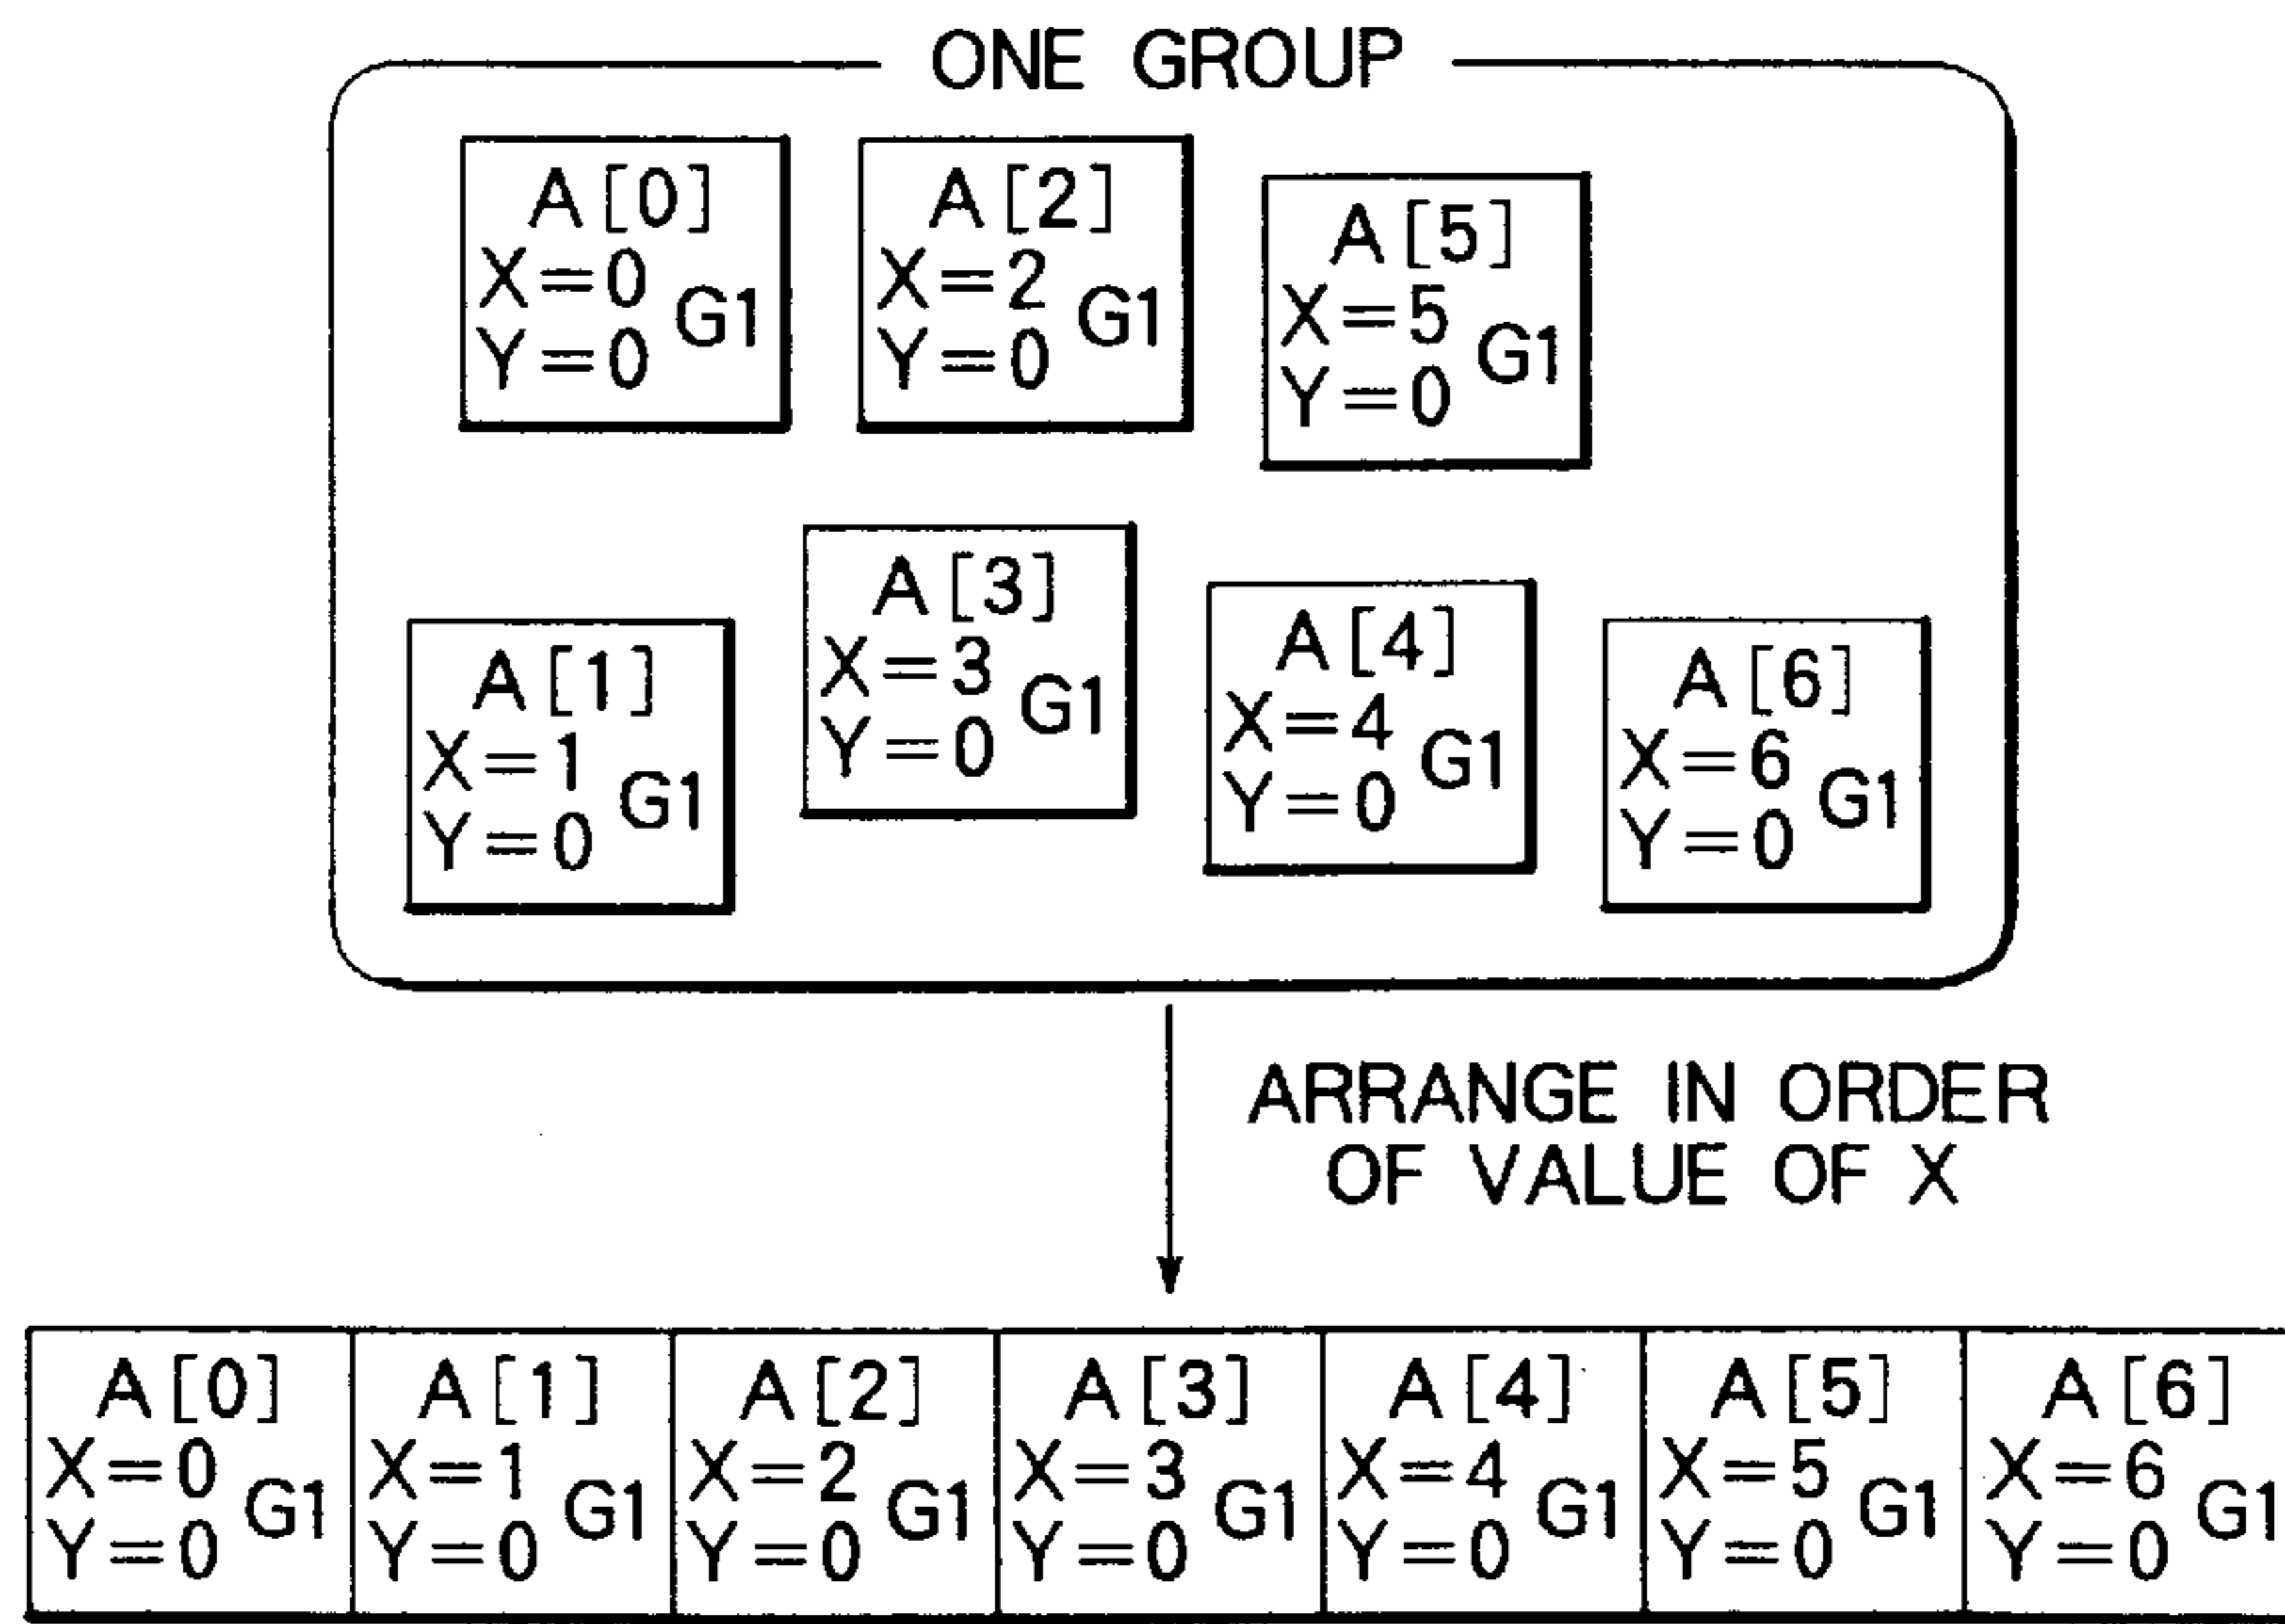 ONE GROUP
A[0]
X=0
Y=0
G1
A[2]
X=2
Y=0
G1
A[5]
X=5
Y=0
G1
A[1]
X=1
Y=0
G1
A[3]
X=3
Y=0
G1
A[4]
X=4
Y=0
G1
A[6]
X=6
Y=0
G1
ARRANGE IN ORDER
OF VALUE OF X
A[0]
X=0
Y=0
G1
A[1]
X=1
Y=0
G1
A[2]
X=2
Y=0
G1
A[3]
X=3
Y=0
G1
A[4]
X=4
Y=0
G1
A[5]
X=5
Y=0
G1
A[6]
X=6
Y=0
G1